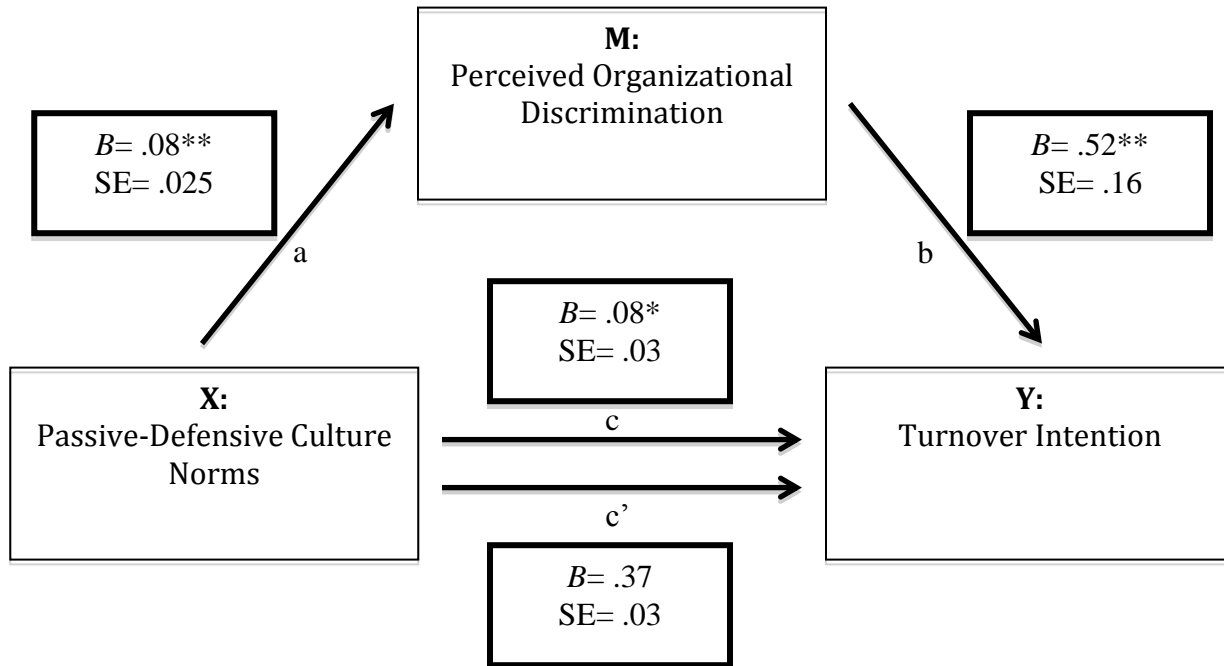 M:
Perceived Organizational
Discrimination
B= .08**
SE= .025
B= .52**
SE= .16
a
b
B= .08*
SE= .03
X:
Passive-Defensive Culture
Norms
c
c’
Y:
Turnover Intention
B= .37
SE= .03